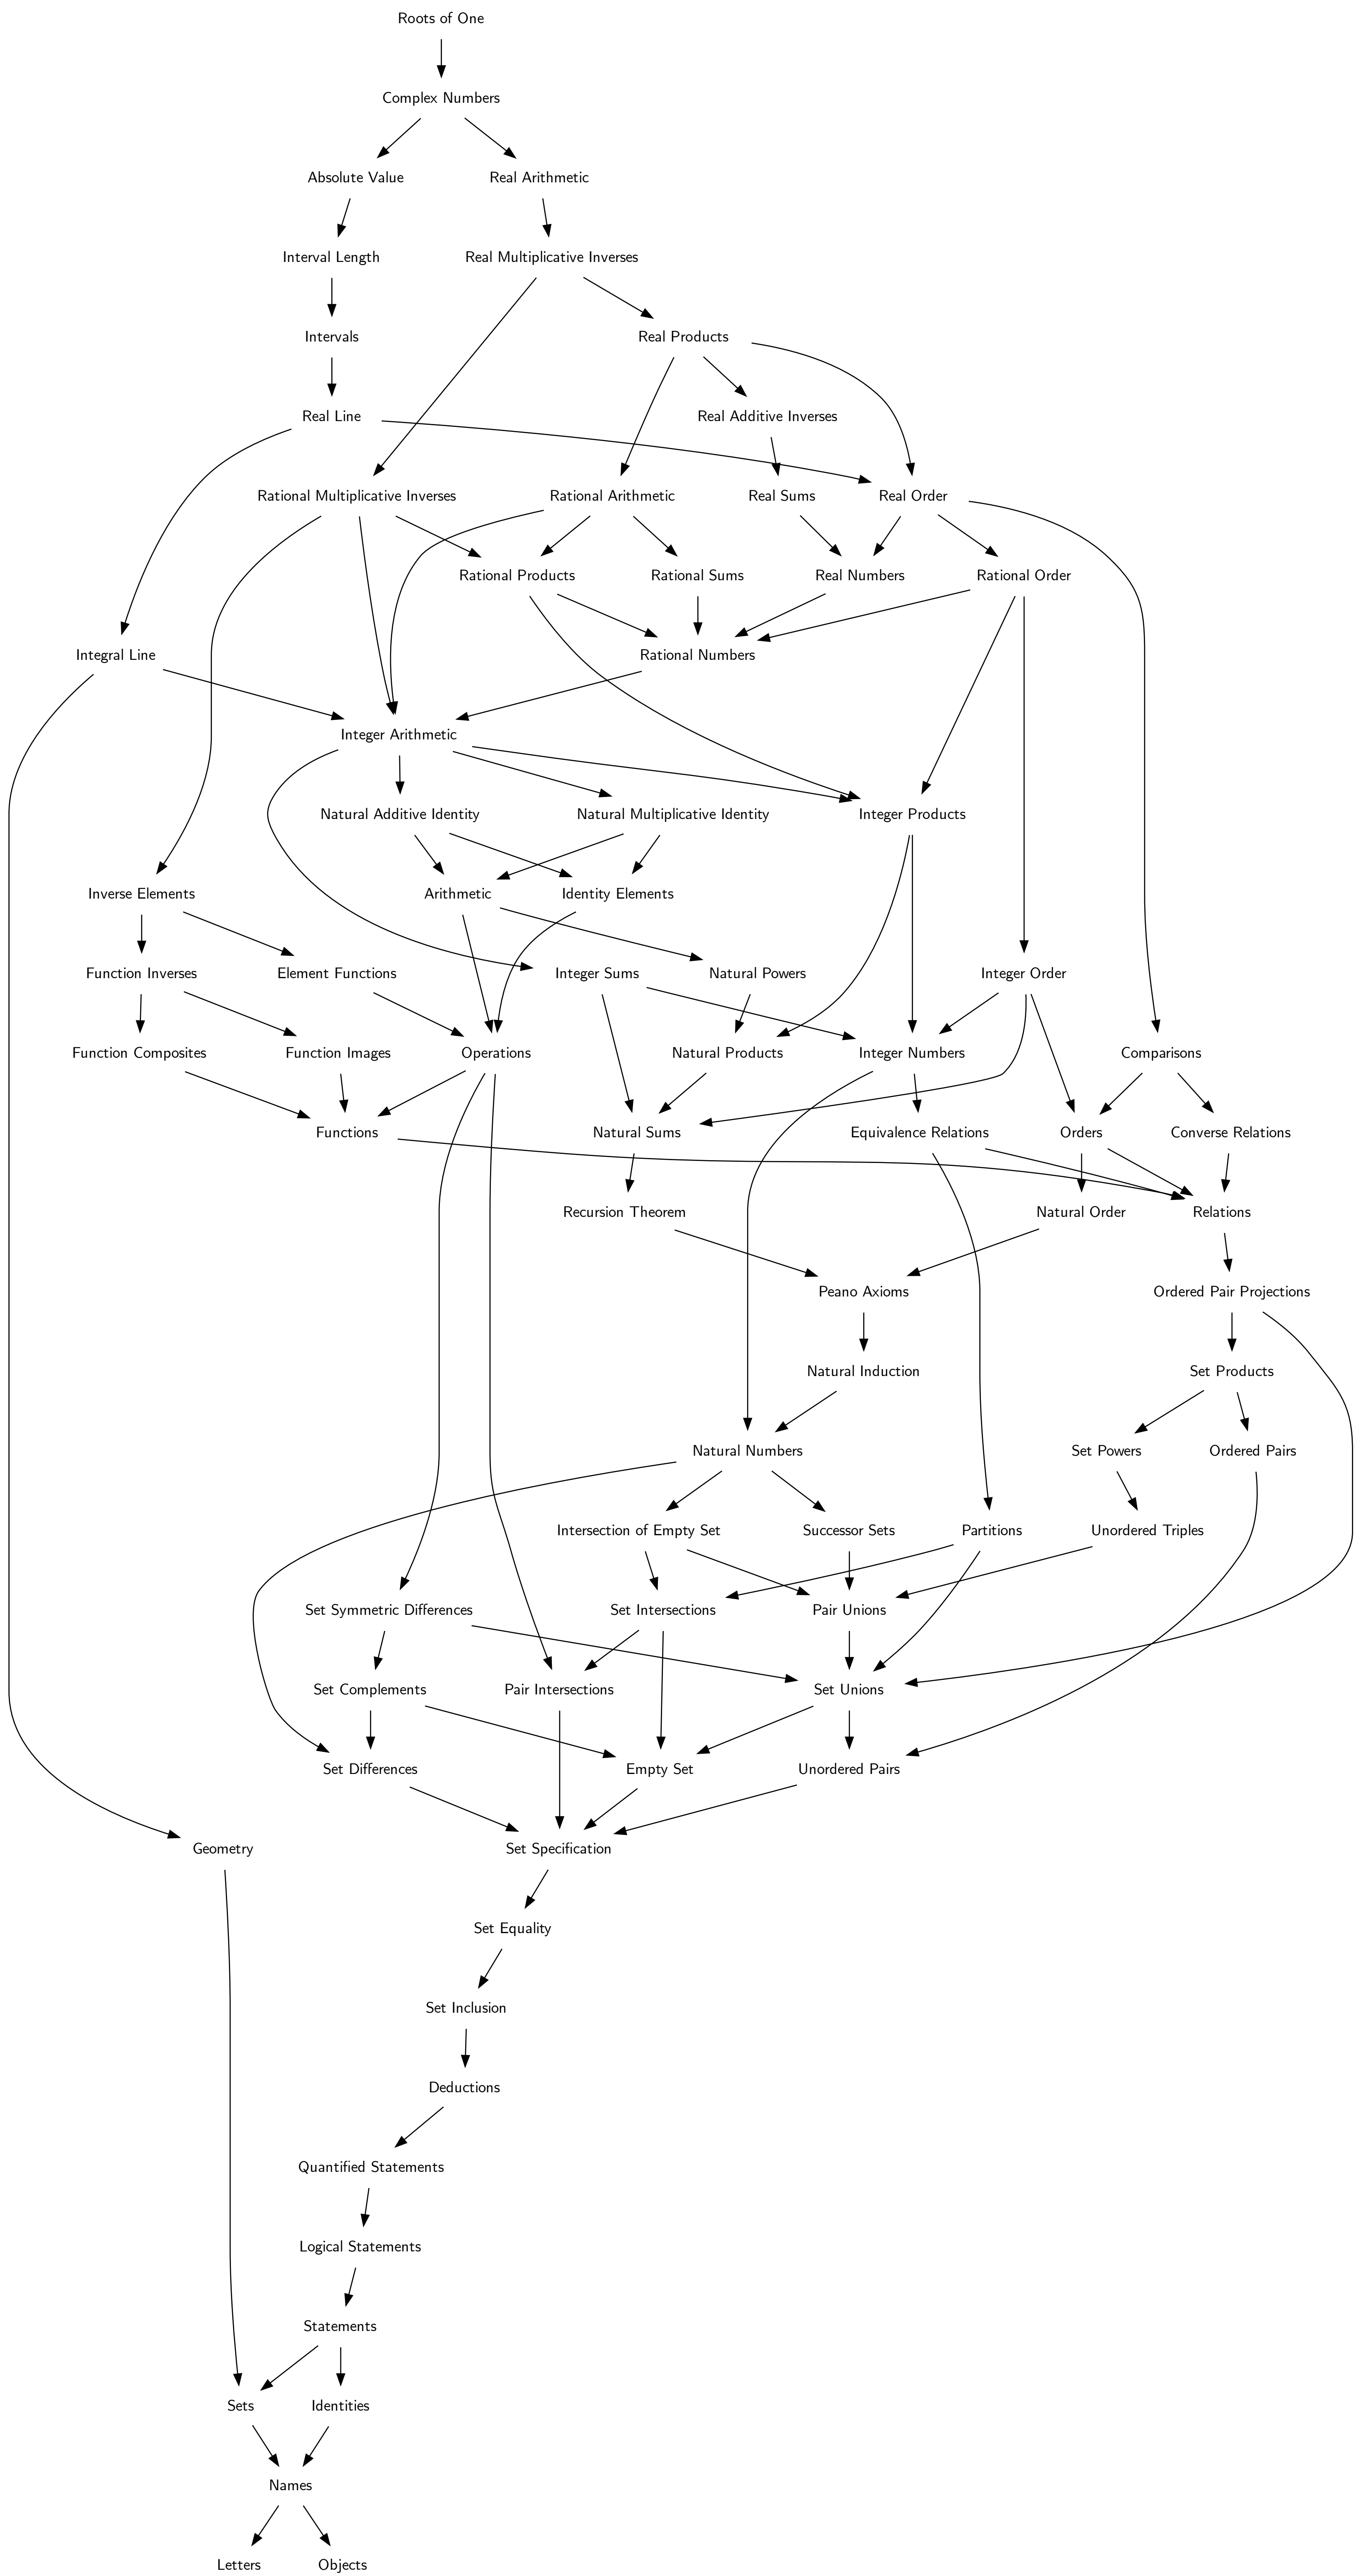 Roots of One
Complex Numbers
Absolute Value
Real Arithmetic
Interval Length
Real Multiplicative Inverses
Intervals
Real Products
Real Line
Real Additive Inverses
Rational Multiplicative Inverses
Rational Arithmetic
Real Sums
Real Order
Rational Products
Rational Sums
Real Numbers
Rational Order
Integral Line
Rational Numbers
Integer Arithmetic
Natural Additive Identity
Natural Multiplicative Identity
Integer Products
Inverse Elements
Arithmetic
Identity Elements
Function Inverses
Element Functions
Integer Sums
Natural Powers
Integer Order
Function Composites
Function Images
Operations
Natural Products
Integer Numbers
Comparisons
Functions
Natural Sums
Equivalence Relations
Orders
Converse Relations
Recursion Theorem
Natural Order
Relations
Peano Axioms
Ordered Pair Projections
Natural Induction
Set Products
Natural Numbers
Set Powers
Ordered Pairs
Intersection of Empty Set
Successor Sets
Partitions
Unordered Triples
Set Symmetric Differences
Set Intersections
Pair Unions
Set Complements
Pair Intersections
Set Unions
Set Differences
Empty Set
Unordered Pairs
Geometry
Set Specification
Set Equality
Set Inclusion
Deductions
Quantified Statements
Logical Statements
Statements
Sets
Identities
Names
Letters
Objects